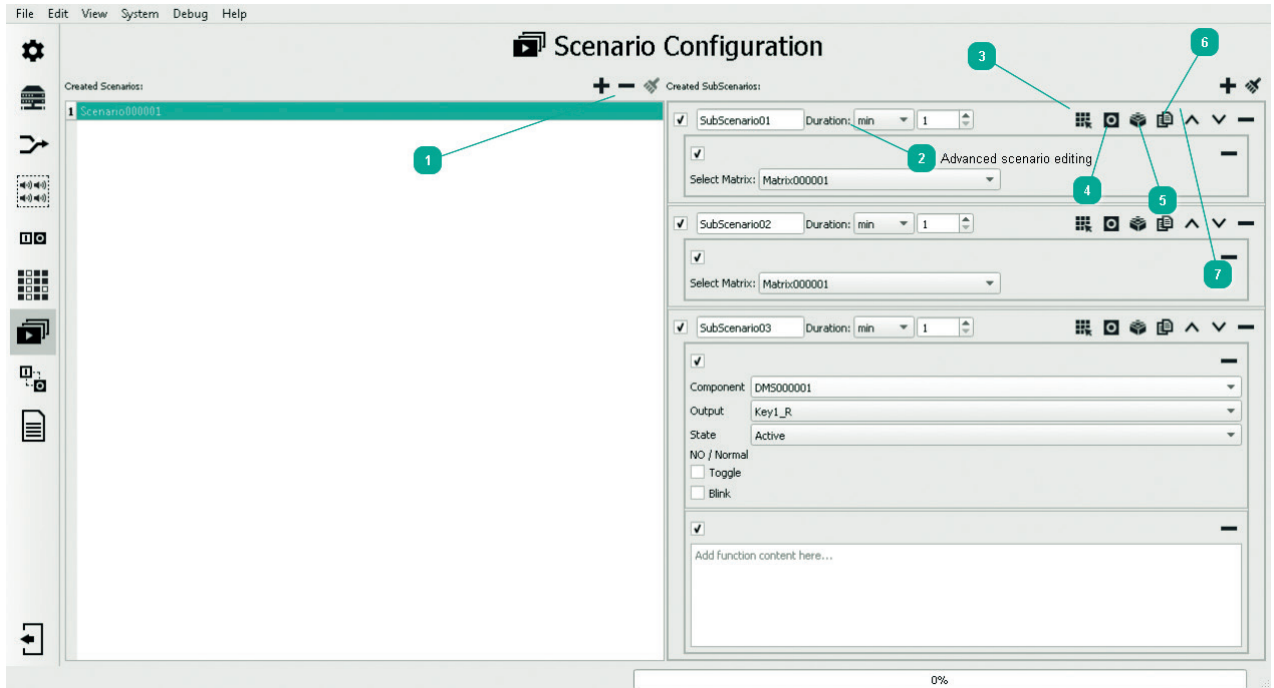 File Edit View System Debug Help
Scenario Configuration
3
6
Created Scenarios:
Created SubScenarios:
1 Scenario000001
SubScenario01 Duration: min 1
1
2 Advanced scenario editing
Select Matrix: Matrix000001
4
5
SubScenario02 Duration: min 1
7
Select Matrix: Matrix000001
SubScenario03 Duration: min 1
Component DMS000001
Output Key1_R
State Active
NO / Normal
Toggle
Blink
Add function content here...
0%